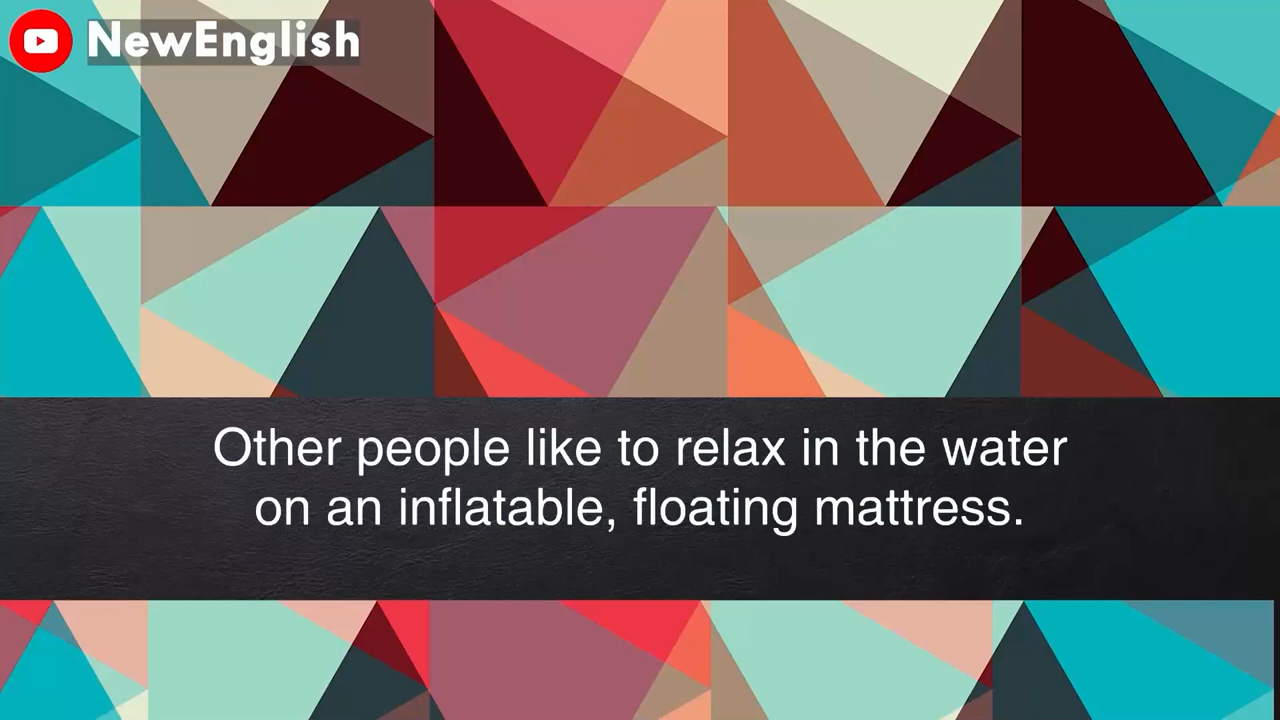 NewEnglish
Other people like to relax in the water
on an inflatable, floating mattress.